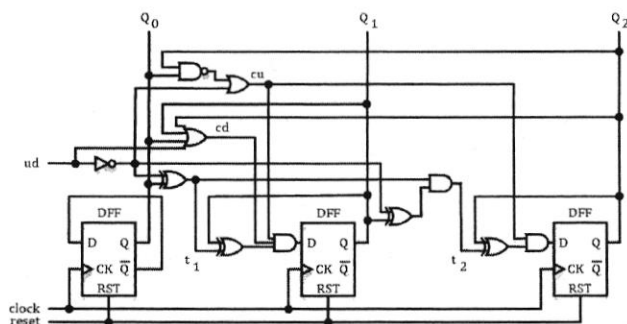 Q0 Q1 Q2
cu
cd
ud
DFF DFF DFF
t1 t2
D Q D Q D Q
CK Q̅ CK Q̅ CK Q̅
RST RST RST
clock
reset